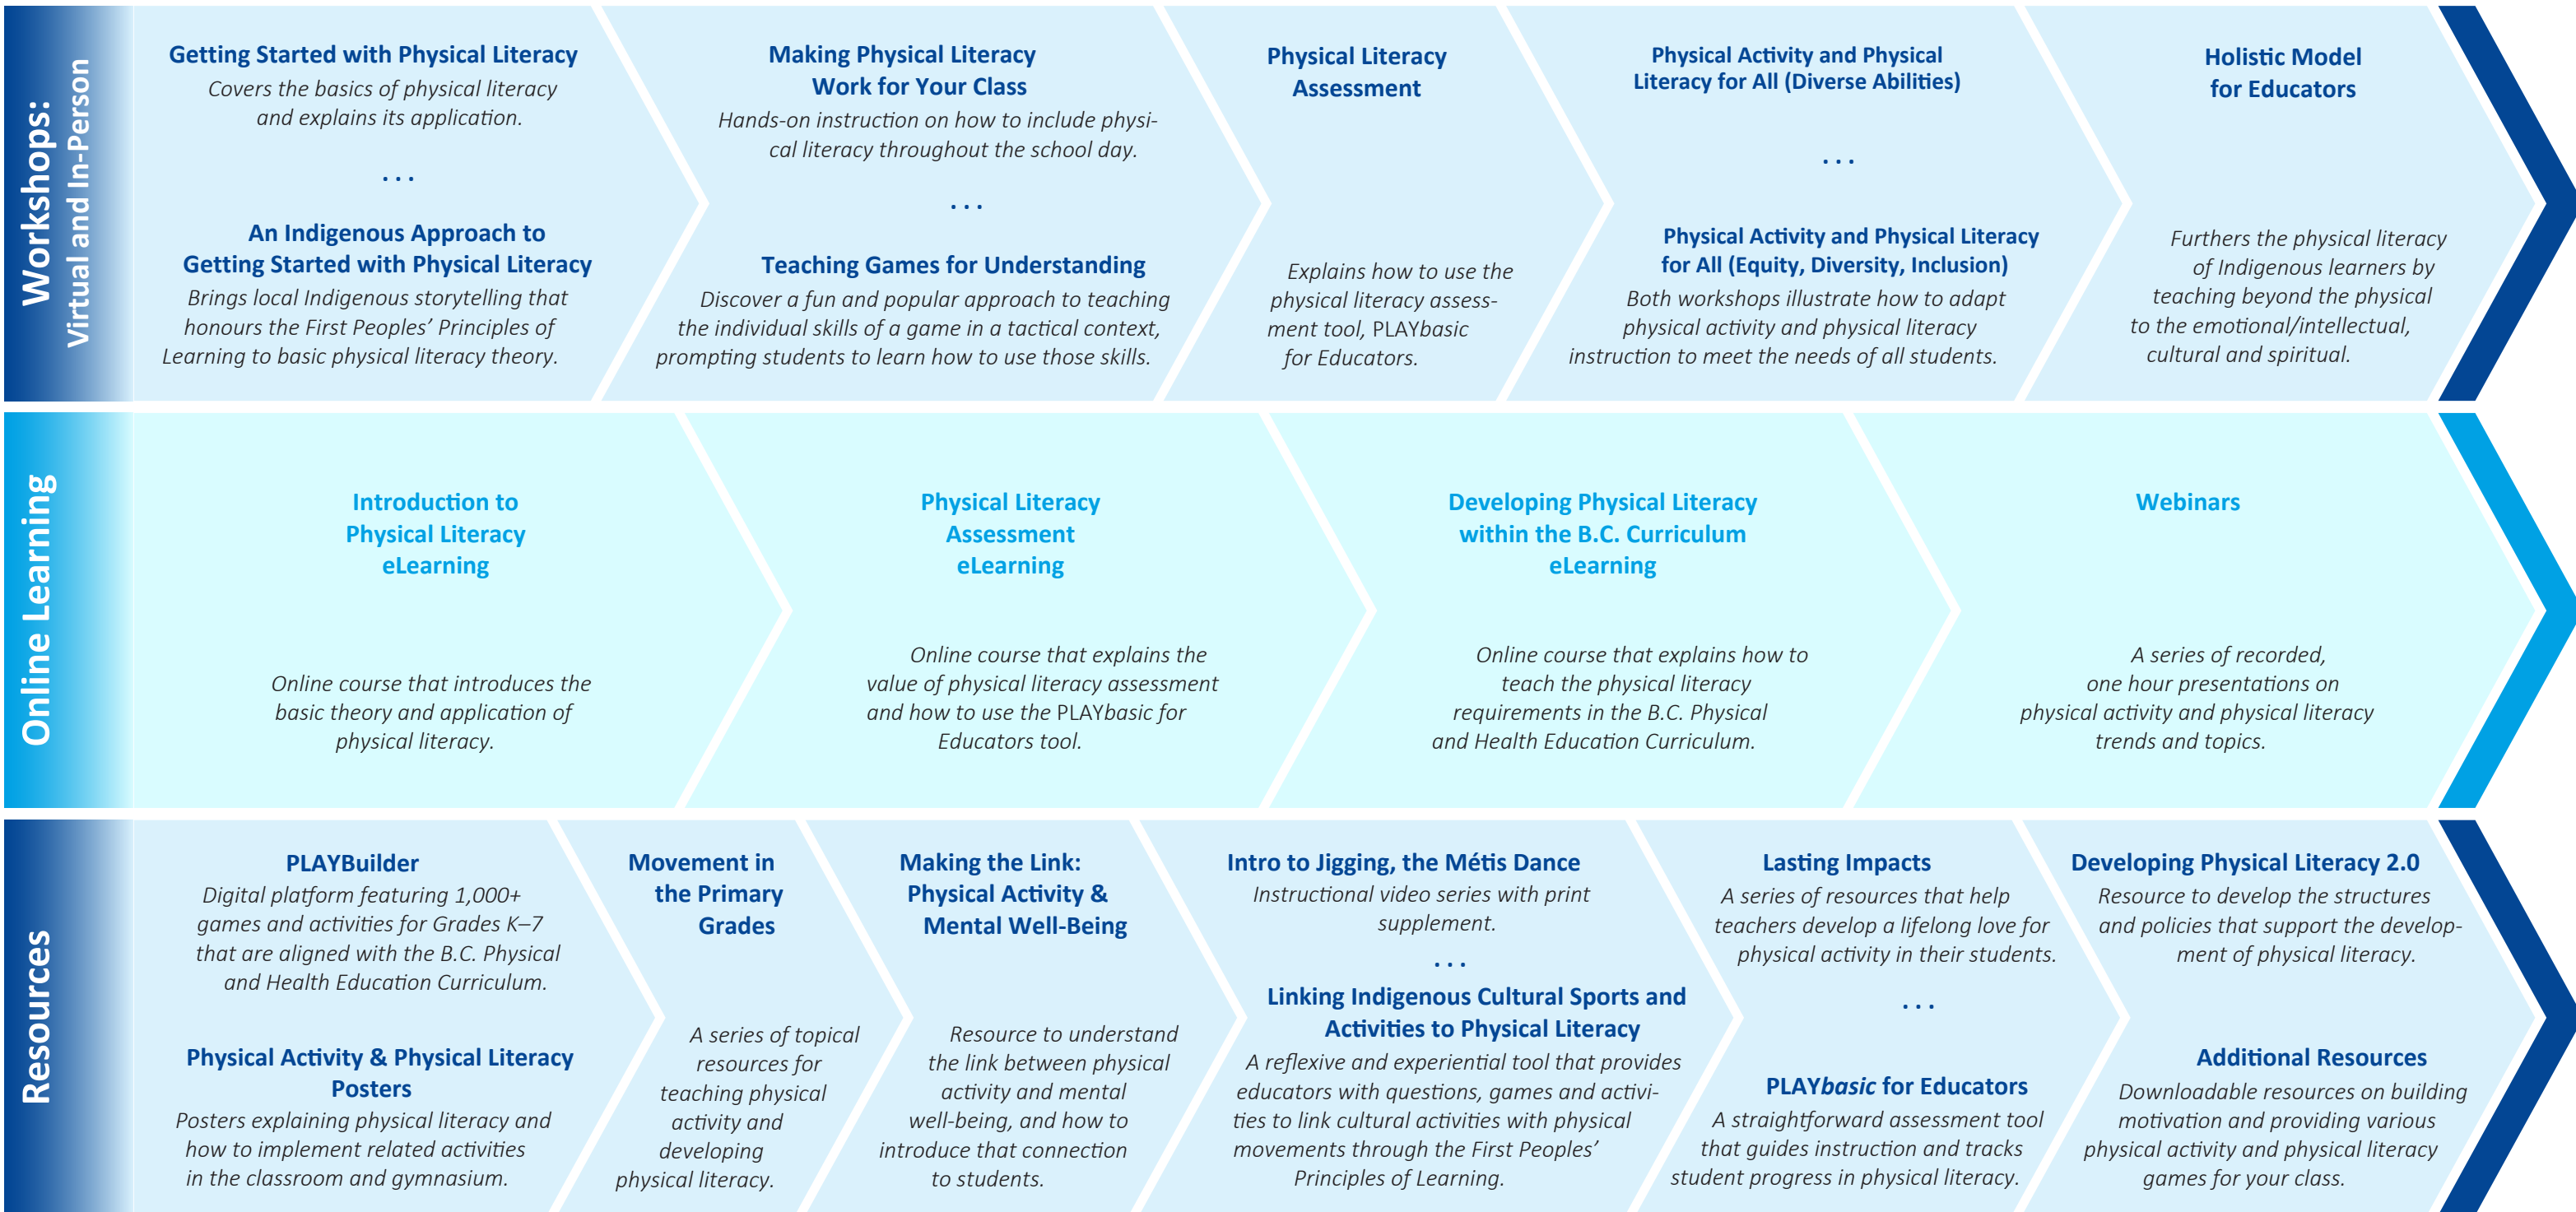 Workshops:
Virtual and In-Person
Getting Started with Physical Literacy
Covers the basics of physical literacy
and explains its application.
...
An Indigenous Approach to
Getting Started with Physical Literacy
Brings local Indigenous storytelling that
honours the First Peoples’ Principles of
Learning to basic physical literacy theory.
Making Physical Literacy
Work for Your Class
Hands-on instruction on how to include physi-
cal literacy throughout the school day.
...
Teaching Games for Understanding
Discover a fun and popular approach to teaching
the individual skills of a game in a tactical context,
prompting students to learn how to use those skills.
Physical Literacy
Assessment
Explains how to use the
physical literacy assess-
ment tool, PLAYbasic
for Educators.
Physical Activity and Physical
Literacy for All (Diverse Abilities)
...
Physical Activity and Physical Literacy
for All (Equity, Diversity, Inclusion)
Both workshops illustrate how to adapt
physical activity and physical literacy
instruction to meet the needs of all students.
Holistic Model
for Educators
Furthers the physical literacy
of Indigenous learners by
teaching beyond the physical
to the emotional/intellectual,
cultural and spiritual.
Online Learning
Introduction to
Physical Literacy
eLearning
Online course that introduces the
basic theory and application of
physical literacy.
Physical Literacy
Assessment
eLearning
Online course that explains the
value of physical literacy assessment
and how to use the PLAYbasic for
Educators tool.
Developing Physical Literacy
within the B.C. Curriculum
eLearning
Online course that explains how to
teach the physical literacy
requirements in the B.C. Physical
and Health Education Curriculum.
Webinars
A series of recorded,
one hour presentations on
physical activity and physical literacy
trends and topics.
Resources
PLAYBuilder
Digital platform featuring 1,000+
games and activities for Grades K–7
that are aligned with the B.C. Physical
and Health Education Curriculum.
Physical Activity & Physical Literacy
Posters
Posters explaining physical literacy and
how to implement related activities
in the classroom and gymnasium.
Movement in
the Primary
Grades
A series of topical
resources for
teaching physical
activity and
developing
physical literacy.
Making the Link:
Physical Activity &
Mental Well-Being
Resource to understand
the link between physical
activity and mental
well-being, and how to
introduce that connection
to students.
Intro to Jigging, the Métis Dance
Instructional video series with print
supplement.
...
Linking Indigenous Cultural Sports and
Activities to Physical Literacy
A reflexive and experiential tool that provides
educators with questions, games and activi-
ties to link cultural activities with physical
movements through the First Peoples’
Principles of Learning.
Lasting Impacts
A series of resources that help
teachers develop a lifelong love for
physical activity in their students.
...
PLAYbasic for Educators
A straightforward assessment tool
that guides instruction and tracks
student progress in physical literacy.
Developing Physical Literacy 2.0
Resource to develop the structures
and policies that support the develop-
ment of physical literacy.
Additional Resources
Downloadable resources on building
motivation and providing various
physical activity and physical literacy
games for your class.